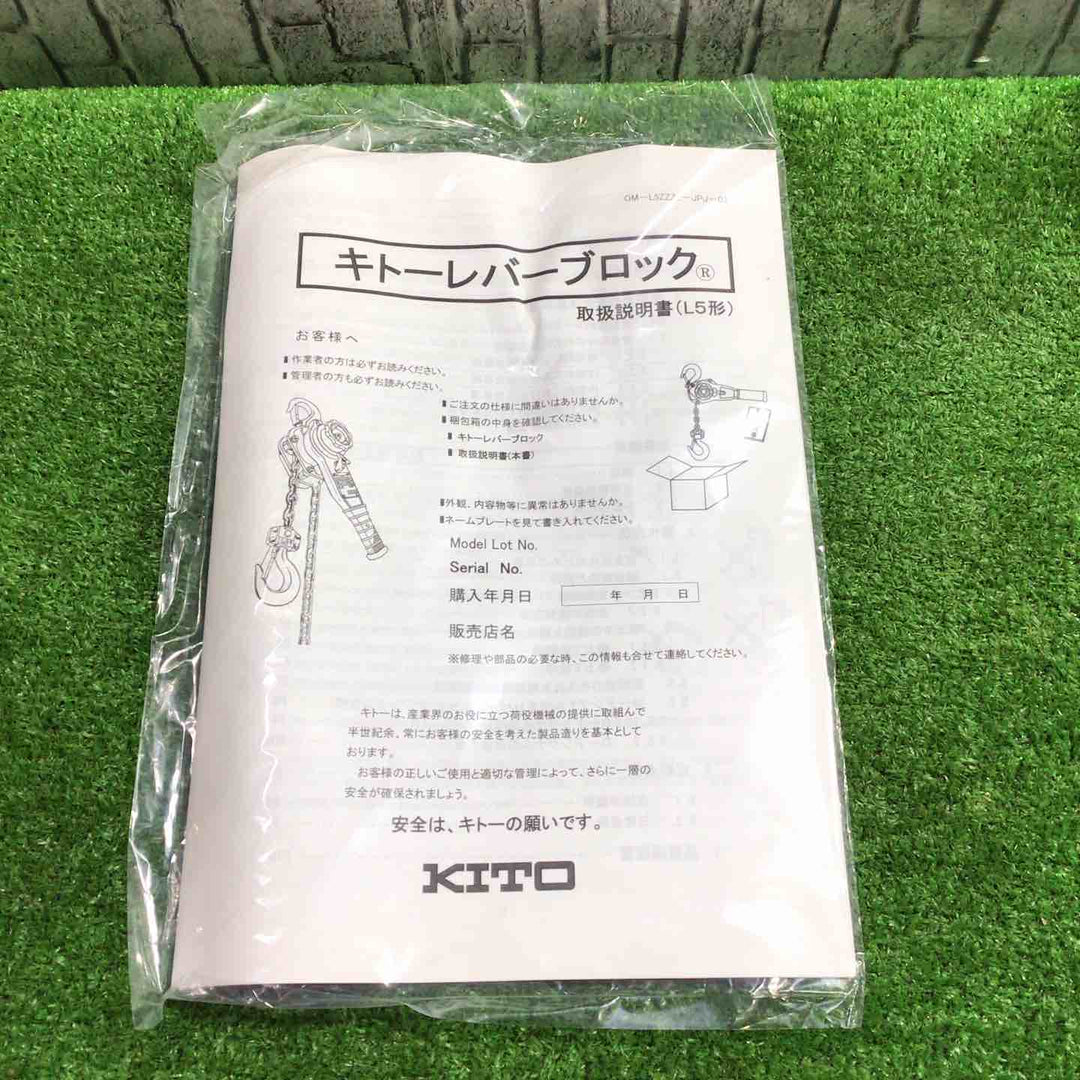 キトーレバーブロック®
取扱説明書(L5形)
お客様へ
■作業者の方は必ずお読みください。
■管理者の方も必ずお読みください。
■ご注文の仕様に間違いはありませんか。
■梱包箱の中身を確認してください。
■ キトーレバーブロック
■ 取扱説明書(本書)
■外観、内容物等に異常はありませんか。
■ネームプレートを見て書き入れてください。
Model Lot No.
Serial No.
購入年月日 年 月 日
販売店名
※修理や部品の必要な時、この情報も合せて連絡してください。
キトーは、産業界のお役に立つ荷役機械の提供に取組んで
半世紀余、常にお客様の安全を考えた製品造りを基本として
おります。
お客様の正しいご使用と適切な管理によって、さらに一層の
安全が確保されましょう。
安全は、キトーの願いです。
KITO